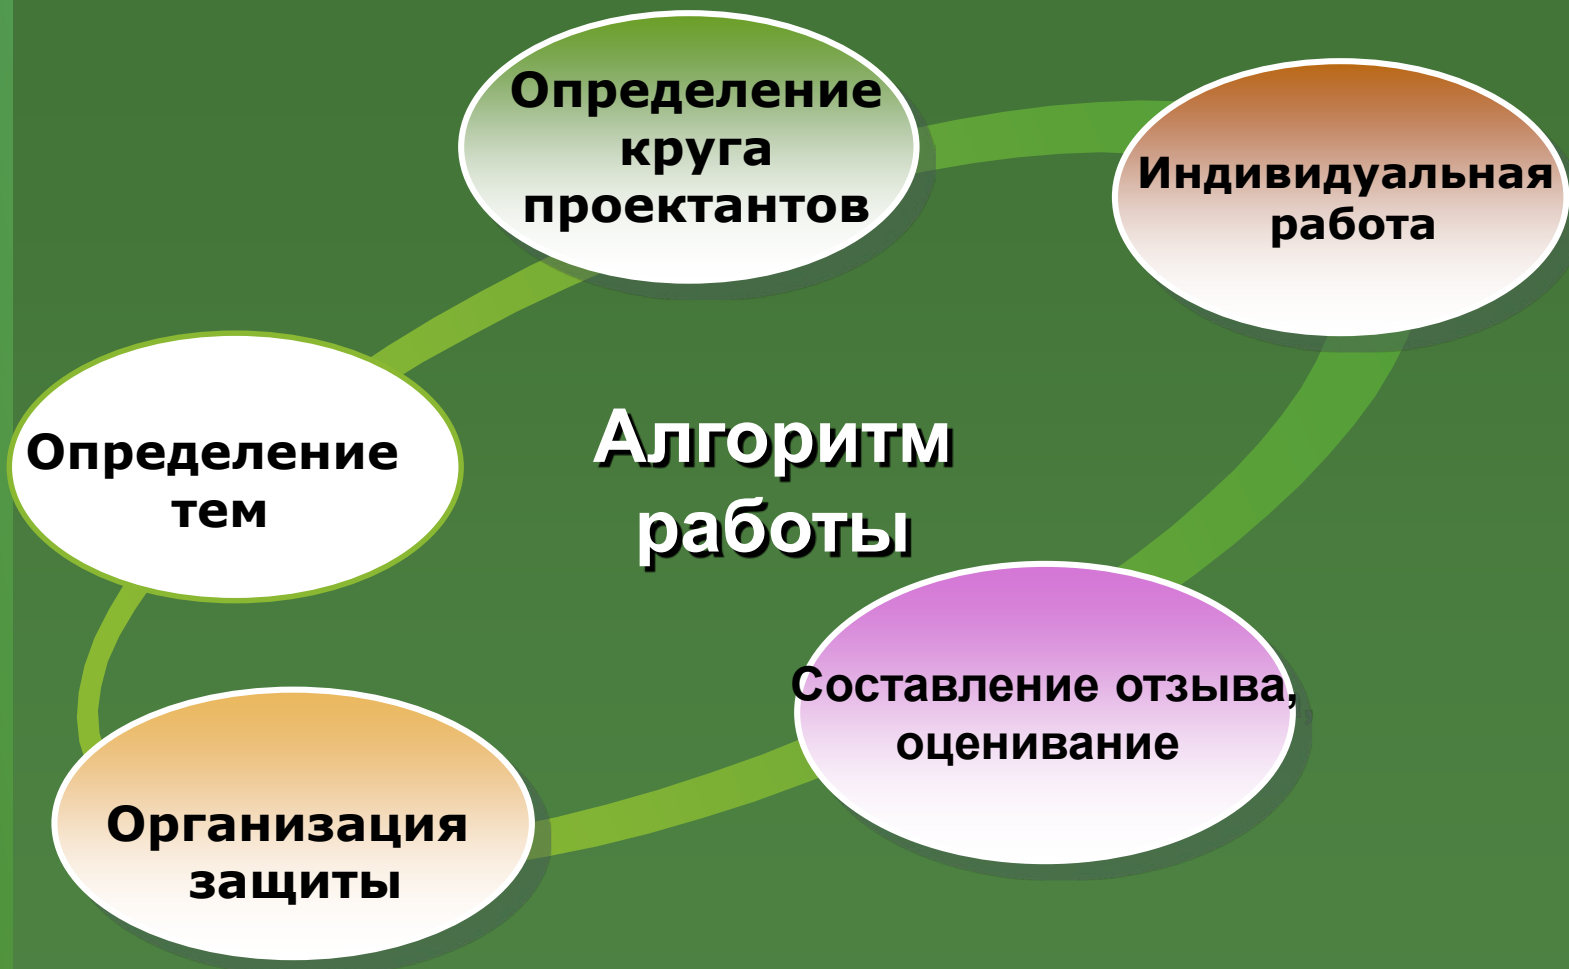 Определение
круга
проектантов
Индивидуальная
работа
Определение
тем
Алгоритм
работы
Составление отзыва,
оценивание
Организация
защиты